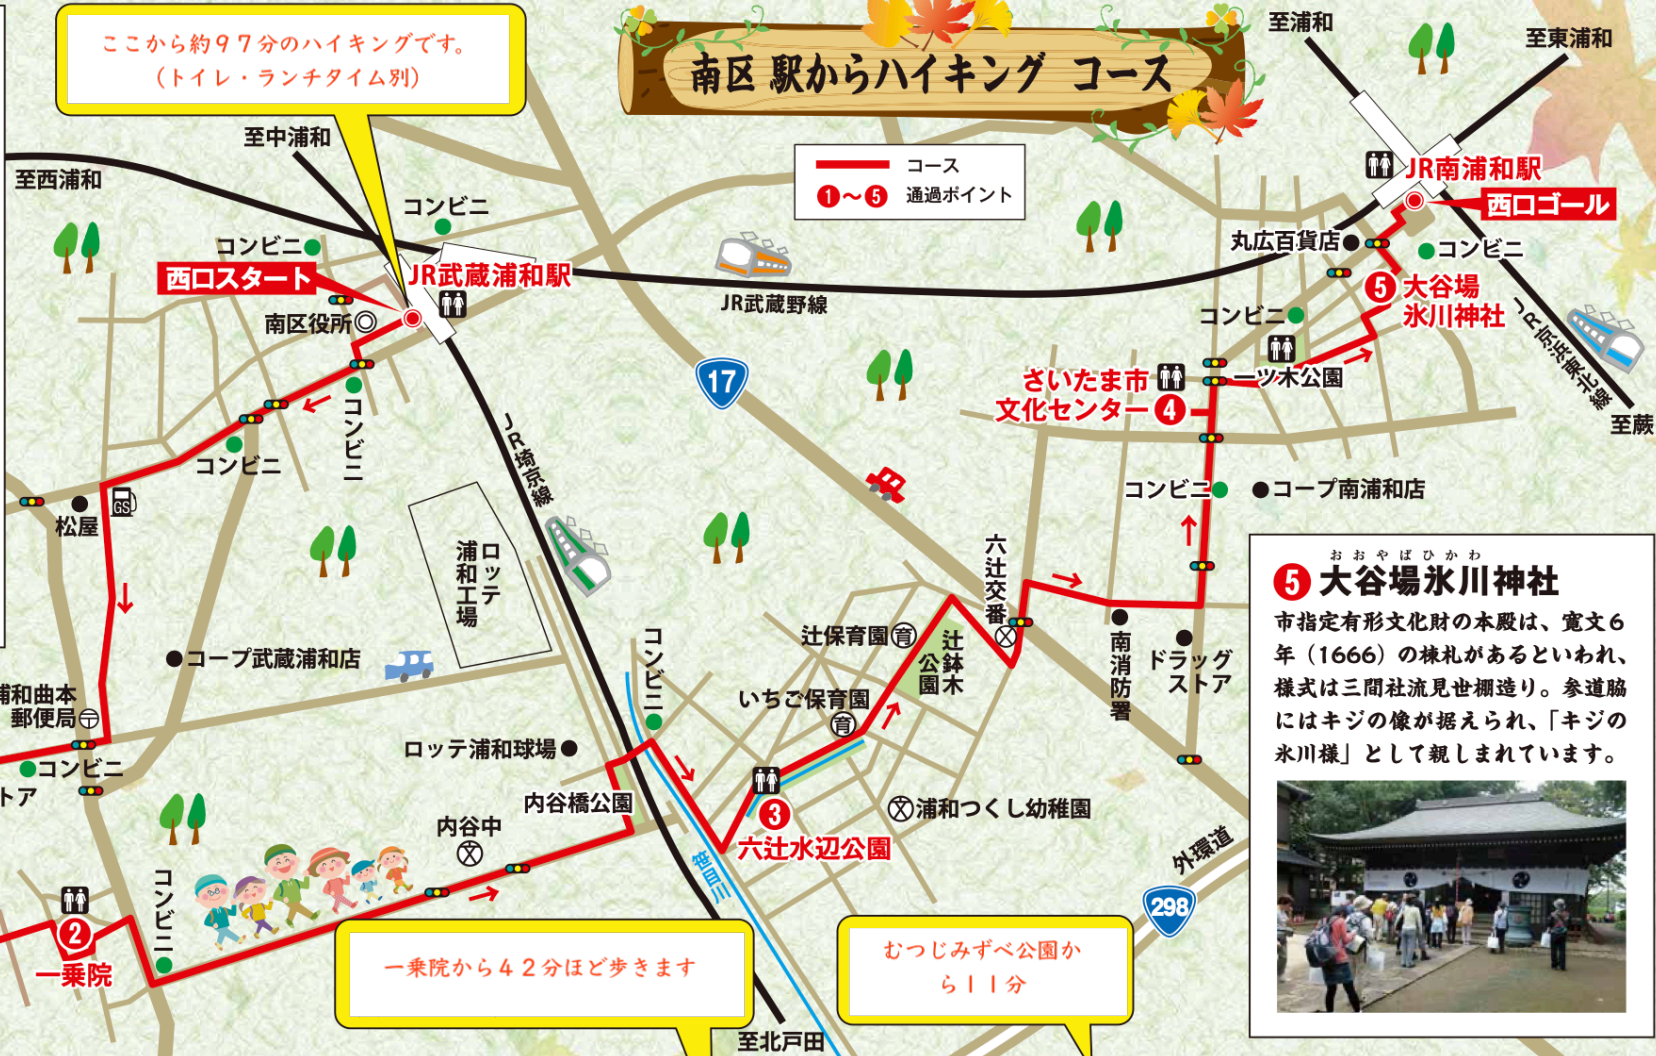 ここから約97分のハイキングです。
(トイレ・ランチタイム別)
南区 駅からハイキング コース
コース
❶～❺ 通過ポイント
至浦和
至東浦和
至中浦和
至西浦和
コンビニ
コンビニ
西口スタート
JR武蔵浦和駅
南区役所
コンビニ
コンビニ
JR武蔵野線
17
JR南浦和駅
西口ゴール
丸広百貨店
コンビニ
❺ 大谷場
氷川神社
コンビニ
JR京浜東北線
至蕨
一ツ木公園
さいたま市
文化センター ❹
コンビニ
コープ南浦和店
GS
松屋
JR埼京線
ロッテ
浦和工場
六辻交番
コープ武蔵浦和店
浦和曲本
郵便局
コンビニ
トア
コンビニ
辻保育園 育
辻鉢木
公園
いちご保育園
育
南消防署
ドラッグ
ストア
ロッテ浦和球場
内谷橋公園
内谷中
文
❸
六辻水辺公園
文 浦和つくし幼稚園
笹目川
外環道
298
コンビニ
❷
一乗院
一乗院から42分ほど歩きます
むつじみずべ公園か
ら11分
至北戸田
おおやばひかわ
❺ 大谷場氷川神社
市指定有形文化財の本殿は、寛文6
年（1666）の棟札があるといわれ、
様式は三間社流見世棚造り。参道脇
にはキジの像が据えられ、「キジの
氷川様」として親しまれています。